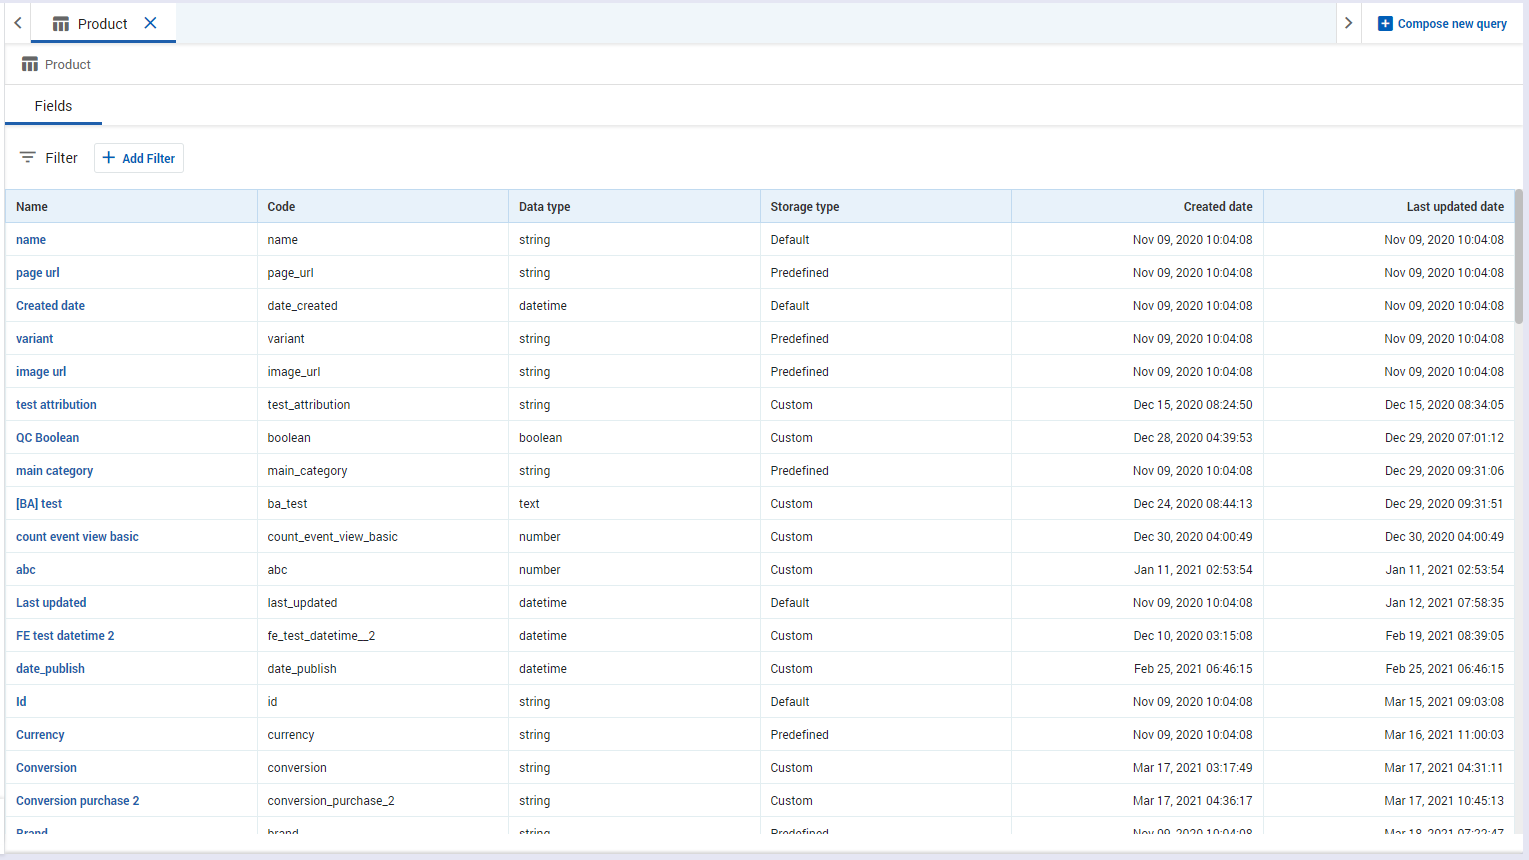 Product
Compose new query
Product
Fields
Filter Add Filter
Name Code Data type Storage type Created date Last updated date
name name string Default Nov 09, 2020 10:04:08 Nov 09, 2020 10:04:08
page url page_url string Predefined Nov 09, 2020 10:04:08 Nov 09, 2020 10:04:08
Created date date_created datetime Default Nov 09, 2020 10:04:08 Nov 09, 2020 10:04:08
variant variant string Predefined Nov 09, 2020 10:04:08 Nov 09, 2020 10:04:08
image url image_url string Predefined Nov 09, 2020 10:04:08 Nov 09, 2020 10:04:08
test attribution test_attribution string Custom Dec 15, 2020 08:24:50 Dec 15, 2020 08:34:05
QC Boolean boolean boolean Custom Dec 28, 2020 04:39:53 Dec 29, 2020 07:01:12
main category main_category string Predefined Nov 09, 2020 10:04:08 Dec 29, 2020 09:31:06
[BA] test ba_test text Custom Dec 24, 2020 08:44:13 Dec 29, 2020 09:31:51
count event view basic count_event_view_basic number Custom Dec 30, 2020 04:00:49 Dec 30, 2020 04:00:49
abc abc number Custom Jan 11, 2021 02:53:54 Jan 11, 2021 02:53:54
Last updated last_updated datetime Default Nov 09, 2020 10:04:08 Jan 12, 2021 07:58:35
FE test datetime 2 fe_test_datetime__2 datetime Custom Dec 10, 2020 03:15:08 Feb 19, 2021 08:39:05
date_publish date_publish datetime Custom Feb 25, 2021 06:46:15 Feb 25, 2021 06:46:15
Id id string Default Nov 09, 2020 10:04:08 Mar 15, 2021 09:03:08
Currency currency string Predefined Nov 09, 2020 10:04:08 Mar 16, 2021 11:00:03
Conversion conversion string Custom Mar 17, 2021 03:17:49 Mar 17, 2021 04:31:11
Conversion purchase 2 conversion_purchase_2 string Custom Mar 17, 2021 04:36:17 Mar 17, 2021 10:45:13
Brand brand string Predefined Nov 09, 2020 10:04:08 Mar 18, 2021 07:22:47